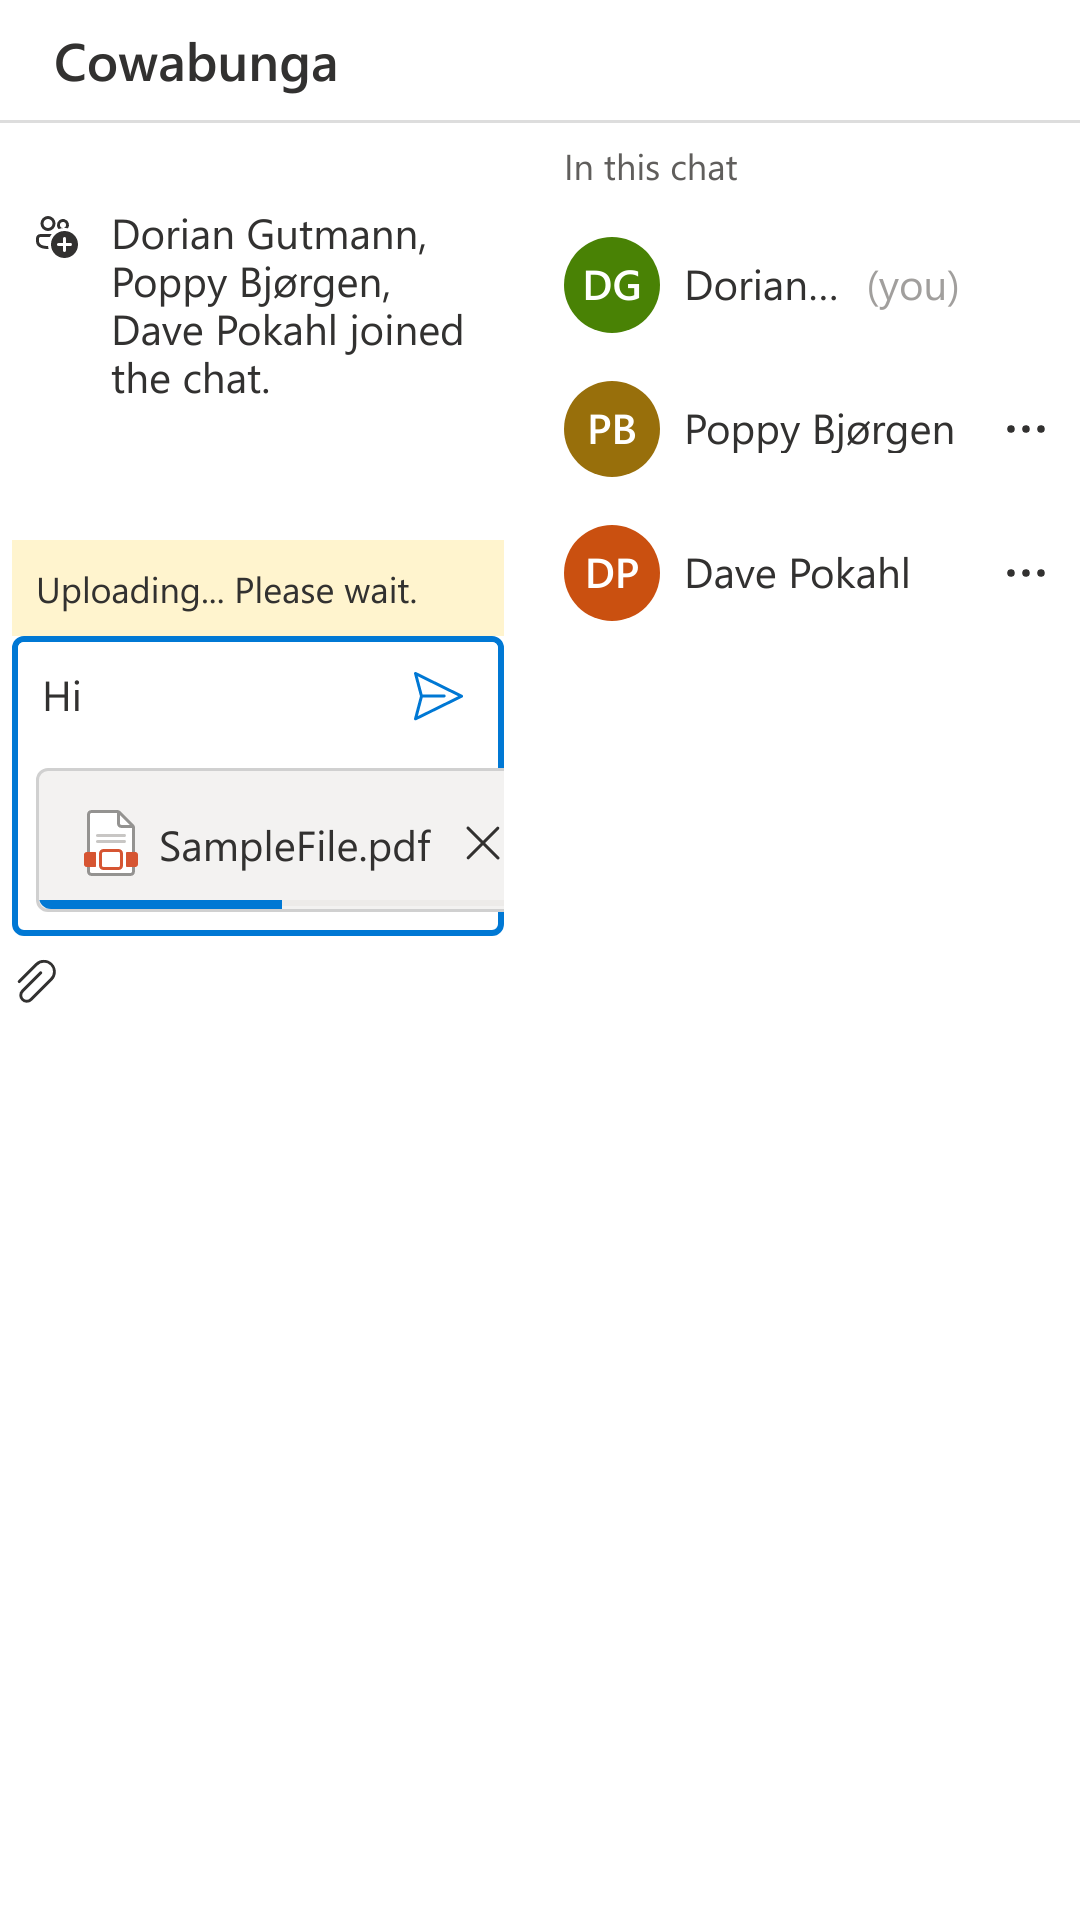 Cowabunga
Dorian Gutmann,
Poppy Bjørgen,
Dave Pokahl joined
the chat.
Uploading... Please wait.
Hi
SampleFile.pdf
In this chat
DG Dorian... (you)
PB Poppy Bjørgen
DP Dave Pokahl